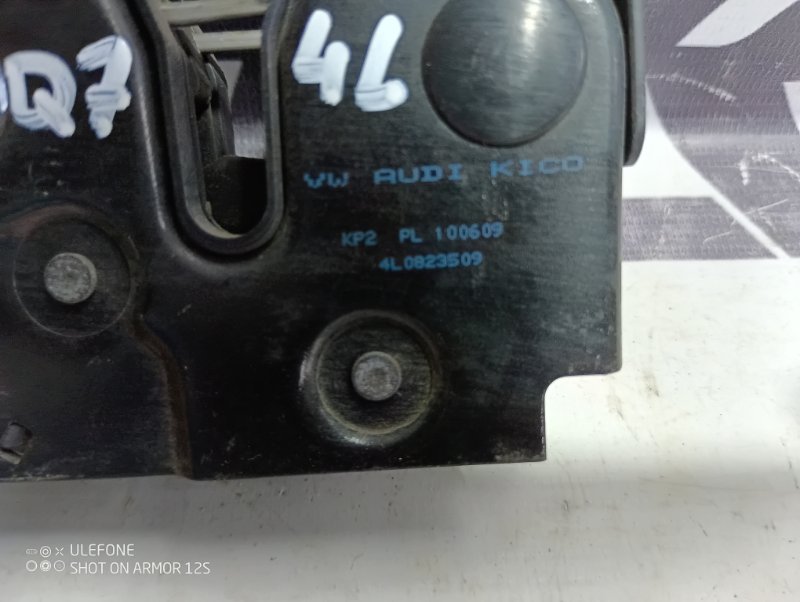 Q7 4L
VW AUDI KICO
KP2 PL 100609
4L0823509
ULEFONE
SHOT ON ARMOR 12S